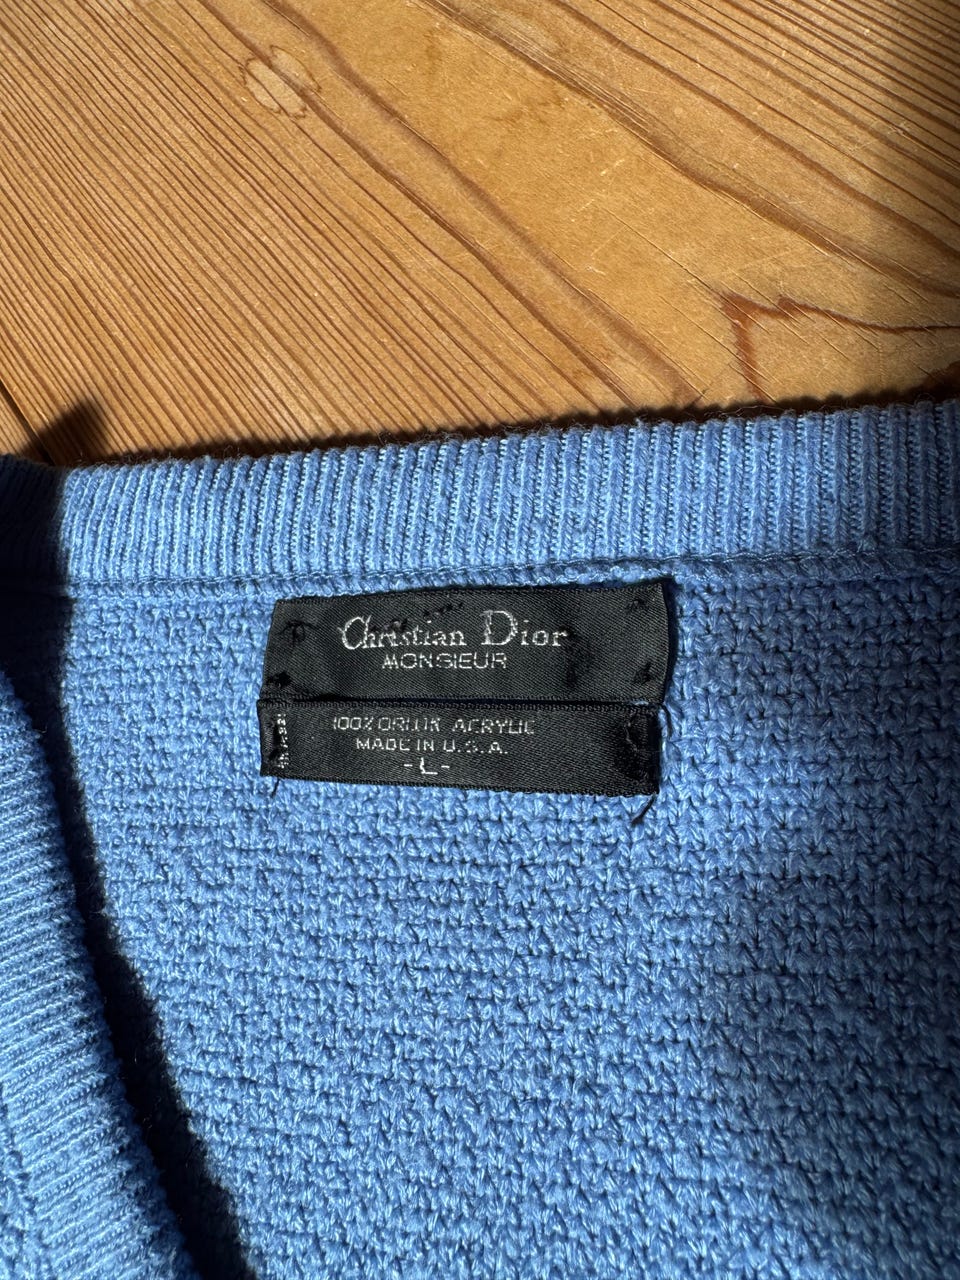 Christian Dior
MONSIEUR
100% ORLON ACRYLIC
MADE IN U.S.A.
-L-